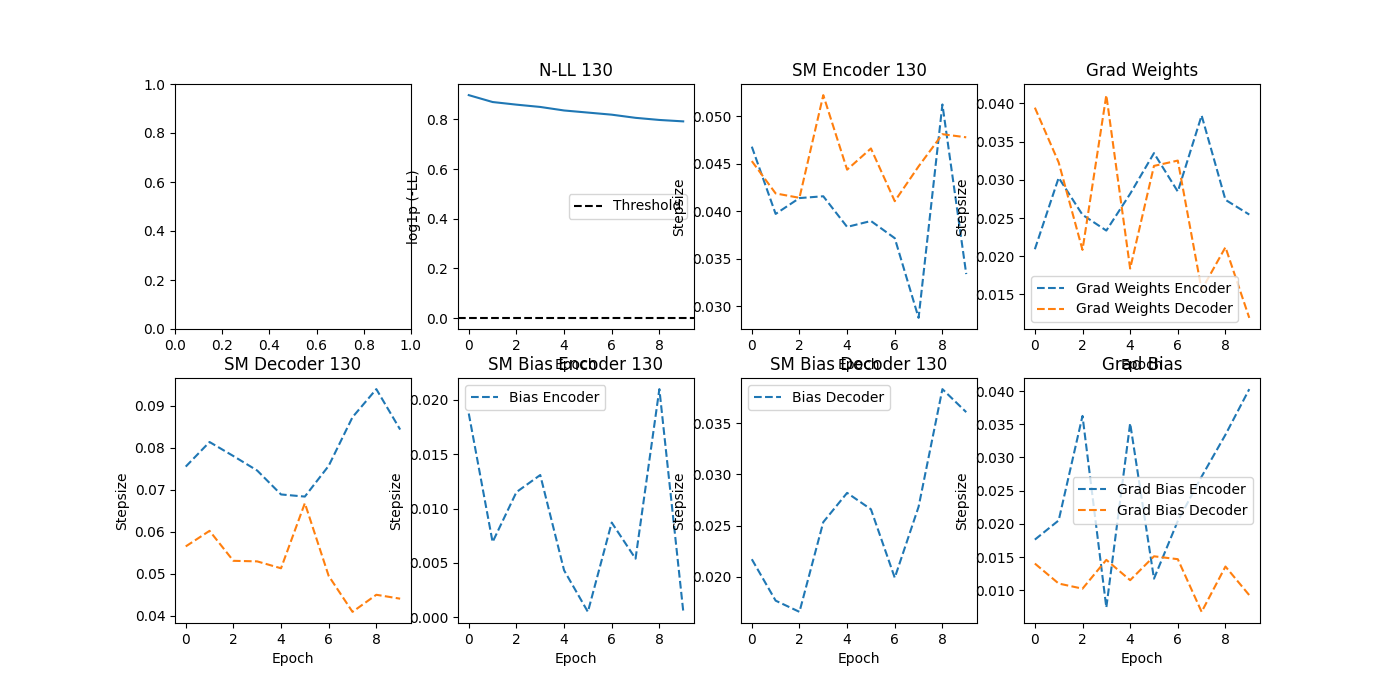 N-LL 130
SM Encoder 130
Grad Weights
1.0
0.8
0.6
0.4
0.2
0.0
0.0 0.2 0.4 0.6 0.8 1.0
log1p (-LL)
0.8
0.6
0.4
0.2
0.0
Threshold
0 2 4 6 8
Epoch
Stepsize
0.050
0.045
0.040
0.035
0.030
0 2 4 6 8
Epoch
Stepsize
0.040
0.035
0.030
0.025
0.020
0.015
Grad Weights Encoder
Grad Weights Decoder
0 2 4 6 8
Epoch
SM Decoder 130
SM Bias Encoder 130
SM Bias Decoder 130
Grad Bias
Stepsize
0.09
0.08
0.07
0.06
0.05
0.04
0 2 4 6 8
Epoch
Stepsize
0.020
0.015
0.010
0.005
0.000
Bias Encoder
0 2 4 6 8
Epoch
Stepsize
0.035
0.030
0.025
0.020
Bias Decoder
0 2 4 6 8
Epoch
Stepsize
0.040
0.035
0.030
0.025
0.020
0.015
0.010
Grad Bias Encoder
Grad Bias Decoder
0 2 4 6 8
Epoch